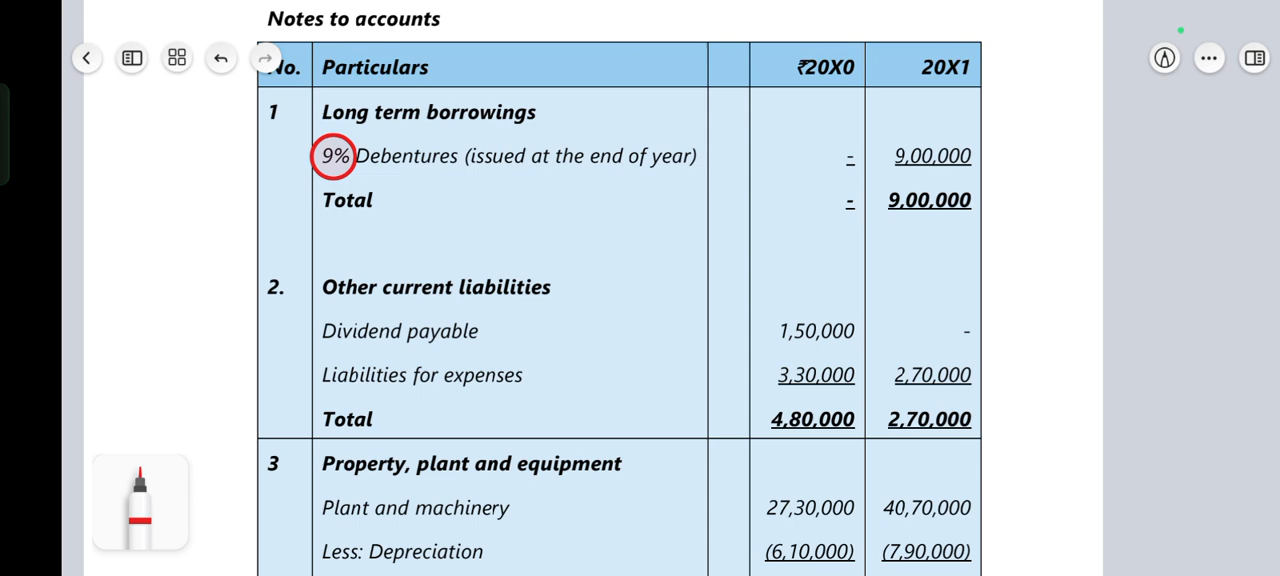 Notes to accounts
No. Particulars ₹20X0 20X1
1 Long term borrowings
9% Debentures (issued at the end of year) - 9,00,000
Total - 9,00,000
2. Other current liabilities
Dividend payable 1,50,000 -
Liabilities for expenses 3,30,000 2,70,000
Total 4,80,000 2,70,000
3 Property, plant and equipment
Plant and machinery 27,30,000 40,70,000
Less: Depreciation (6,10,000) (7,90,000)